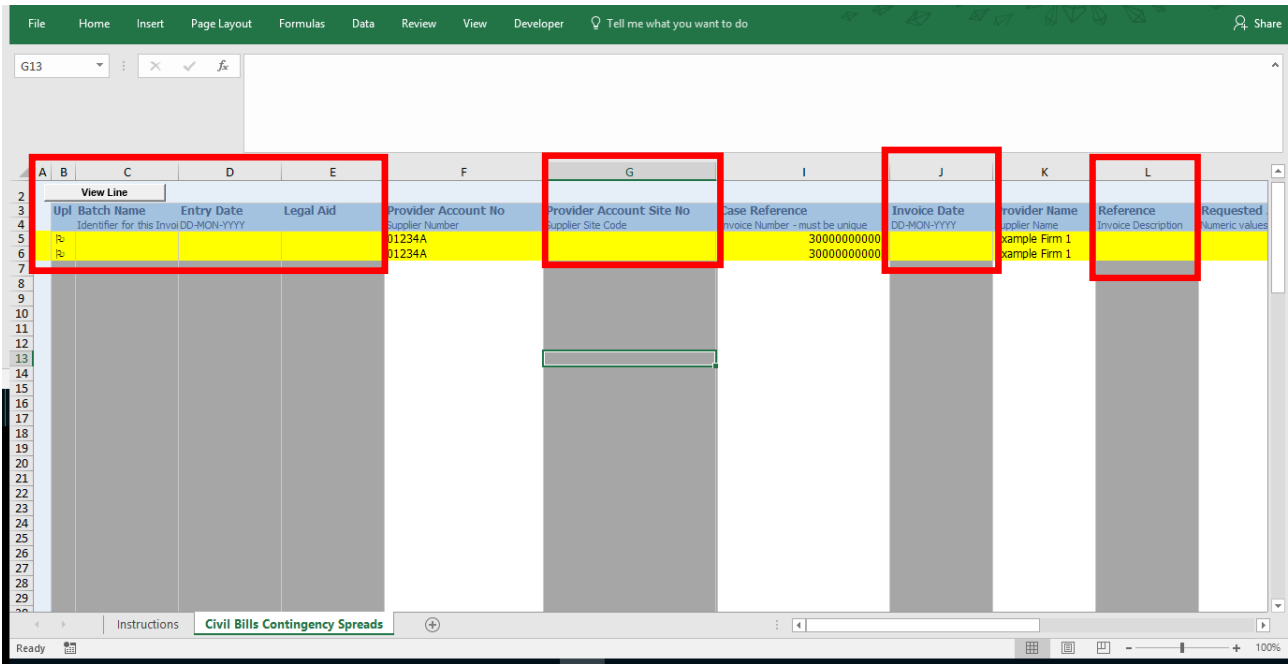 File Home Insert Page Layout Formulas Data Review View Developer Tell me what you want to do Share
G13 fx
A B C D E F G I J K L
2 View Line
3 Upl Batch Name Entry Date Legal Aid Provider Account No Provider Account Site No Case Reference Invoice Date Provider Name Reference Requested
4 Identifier for this Invoi DD-MON-YYYY Supplier Number Supplier Site Code Invoice Number - must be unique DD-MON-YYYY Supplier Name Invoice Description Numeric values
5 01234A 30000000000 Example Firm 1
6 01234A 30000000000 Example Firm 1
7
8
9
10
11
12
13
14
15
16
17
18
19
20
21
22
23
24
25
26
27
28
29
Instructions Civil Bills Contingency Spreads
Ready 100%